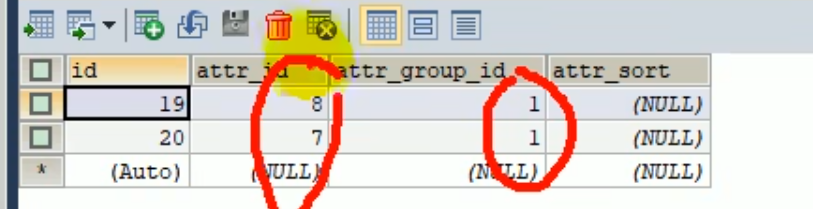 id attr_id attr_group_id attr_sort
19 8 1 (NULL)
20 7 1 (NULL)
* (Auto) (NULL) (NULL) (NULL)